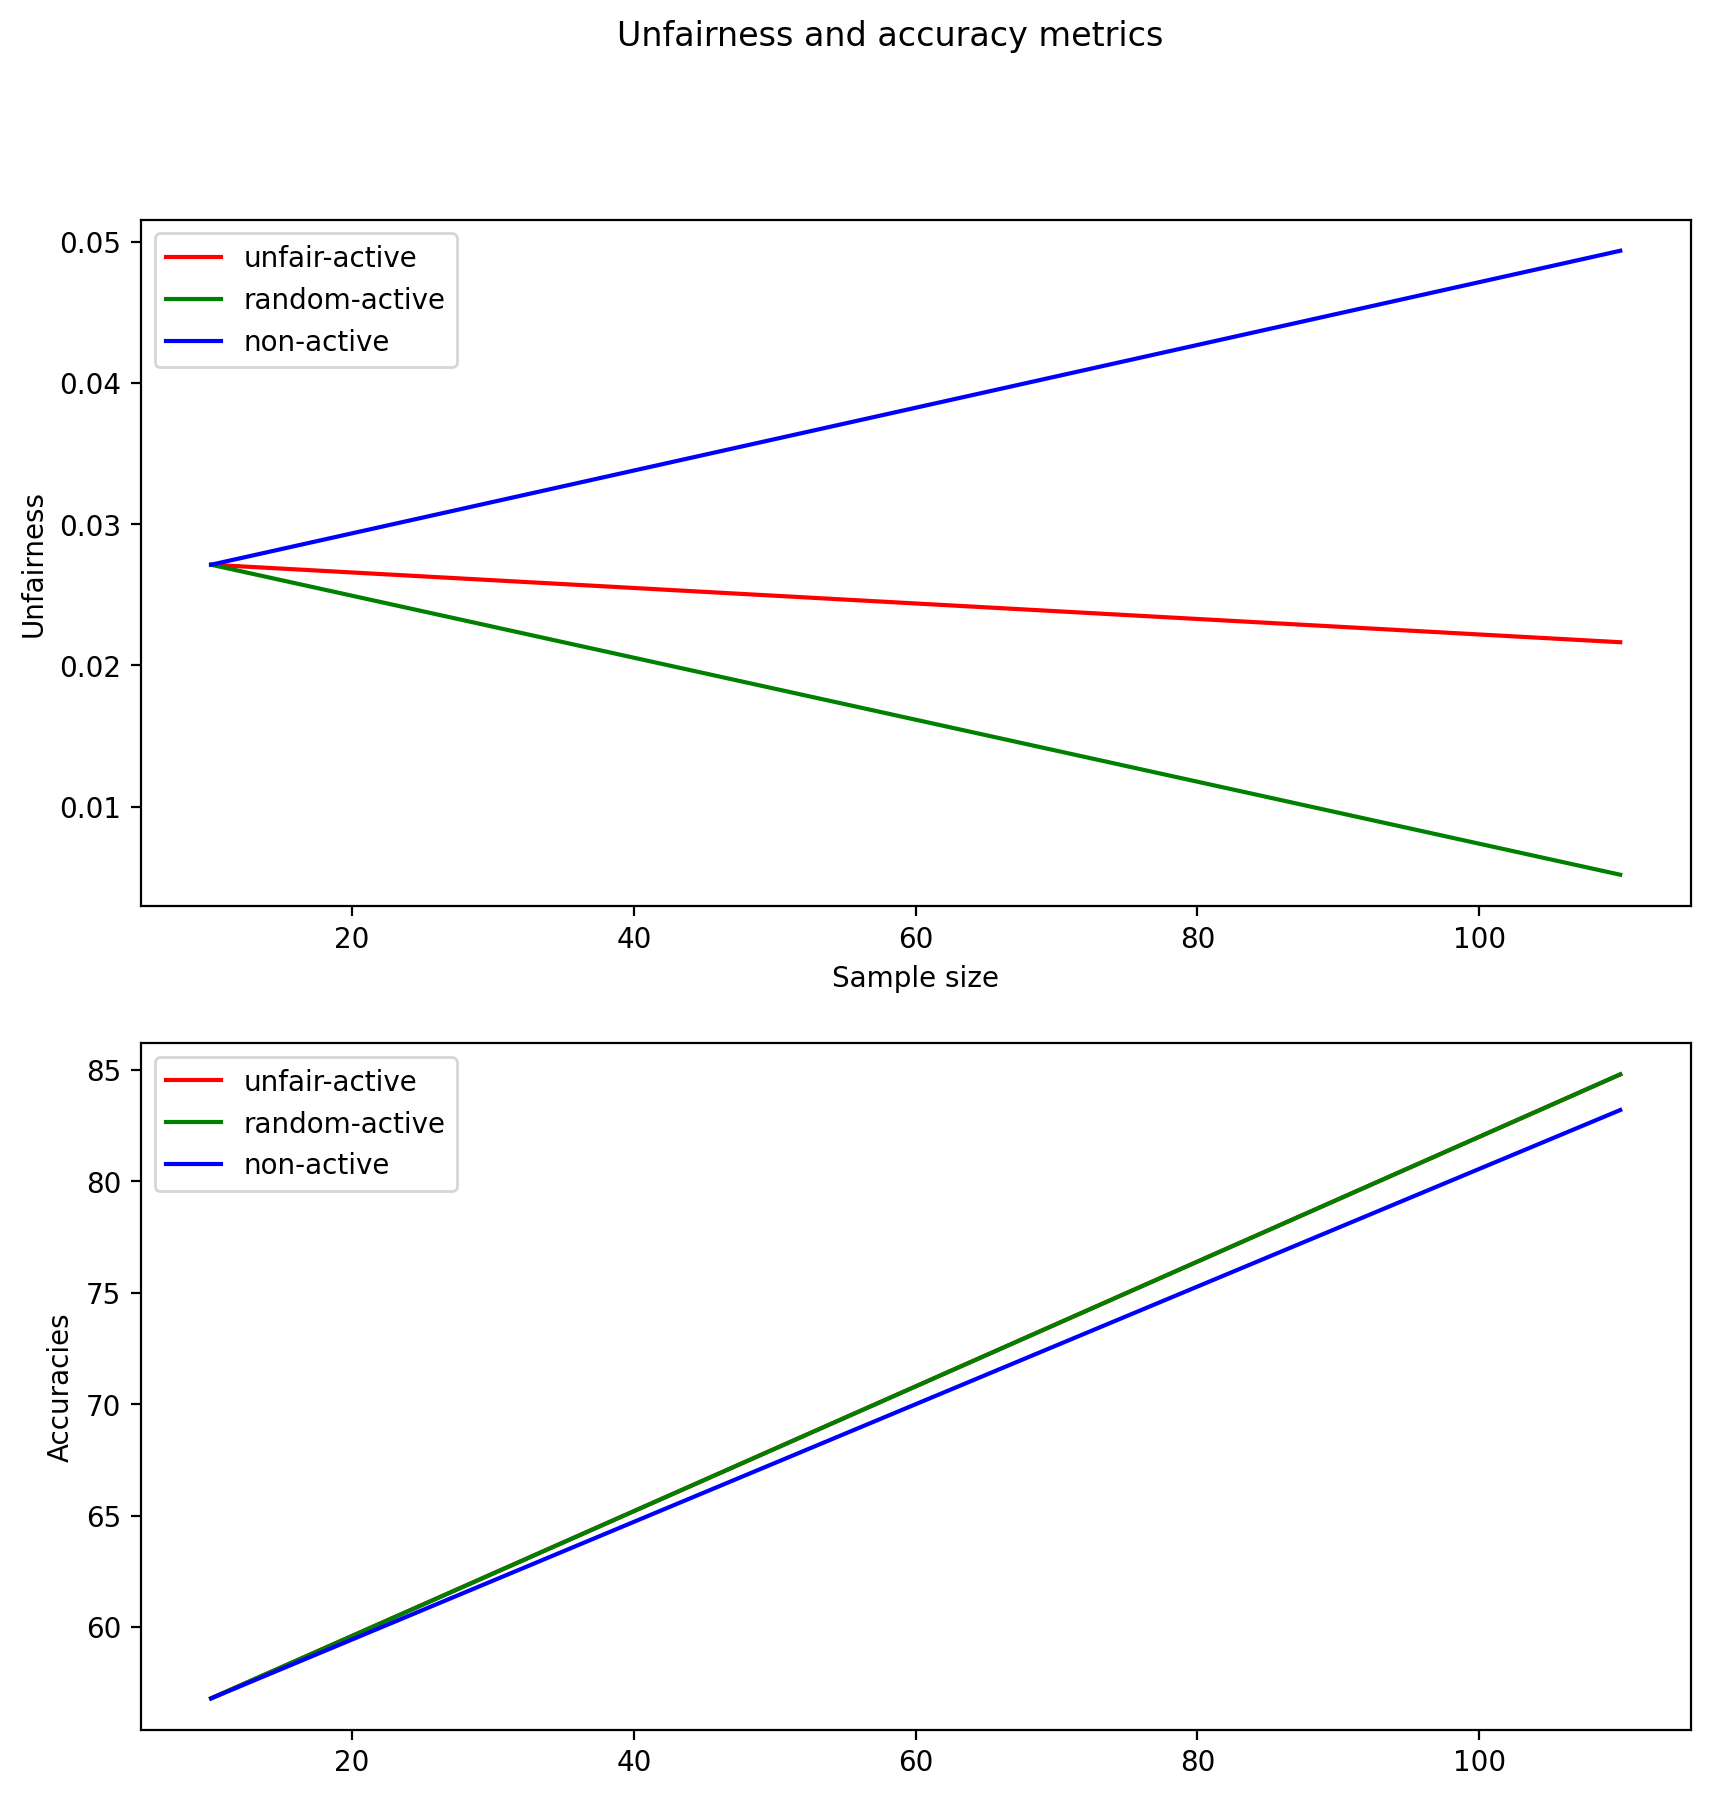 Unfairness and accuracy metrics
unfair-active
random-active
non-active
0.05
0.04
0.03
0.02
0.01
Unfairness
20 40 60 80 100
Sample size
unfair-active
random-active
non-active
85
80
75
70
65
60
Accuracies
20 40 60 80 100